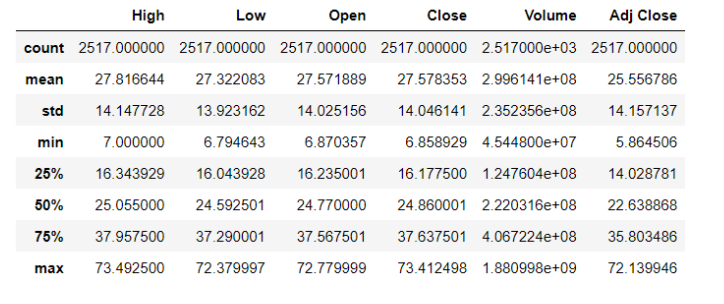 High Low Open Close Volume Adj Close
count 2517.000000 2517.000000 2517.000000 2517.000000 2.517000e+03 2517.000000
mean 27.816644 27.322083 27.571889 27.578353 2.996141e+08 25.556786
std 14.147728 13.923162 14.025156 14.046141 2.352356e+08 14.157137
min 7.000000 6.794643 6.870357 6.858929 4.544800e+07 5.864506
25% 16.343929 16.043928 16.235001 16.177500 1.247604e+08 14.028781
50% 25.055000 24.592501 24.770000 24.860001 2.220316e+08 22.638868
75% 37.957500 37.290001 37.567501 37.637501 4.067224e+08 35.803486
max 73.492500 72.379997 72.779999 73.412498 1.880998e+09 72.139946